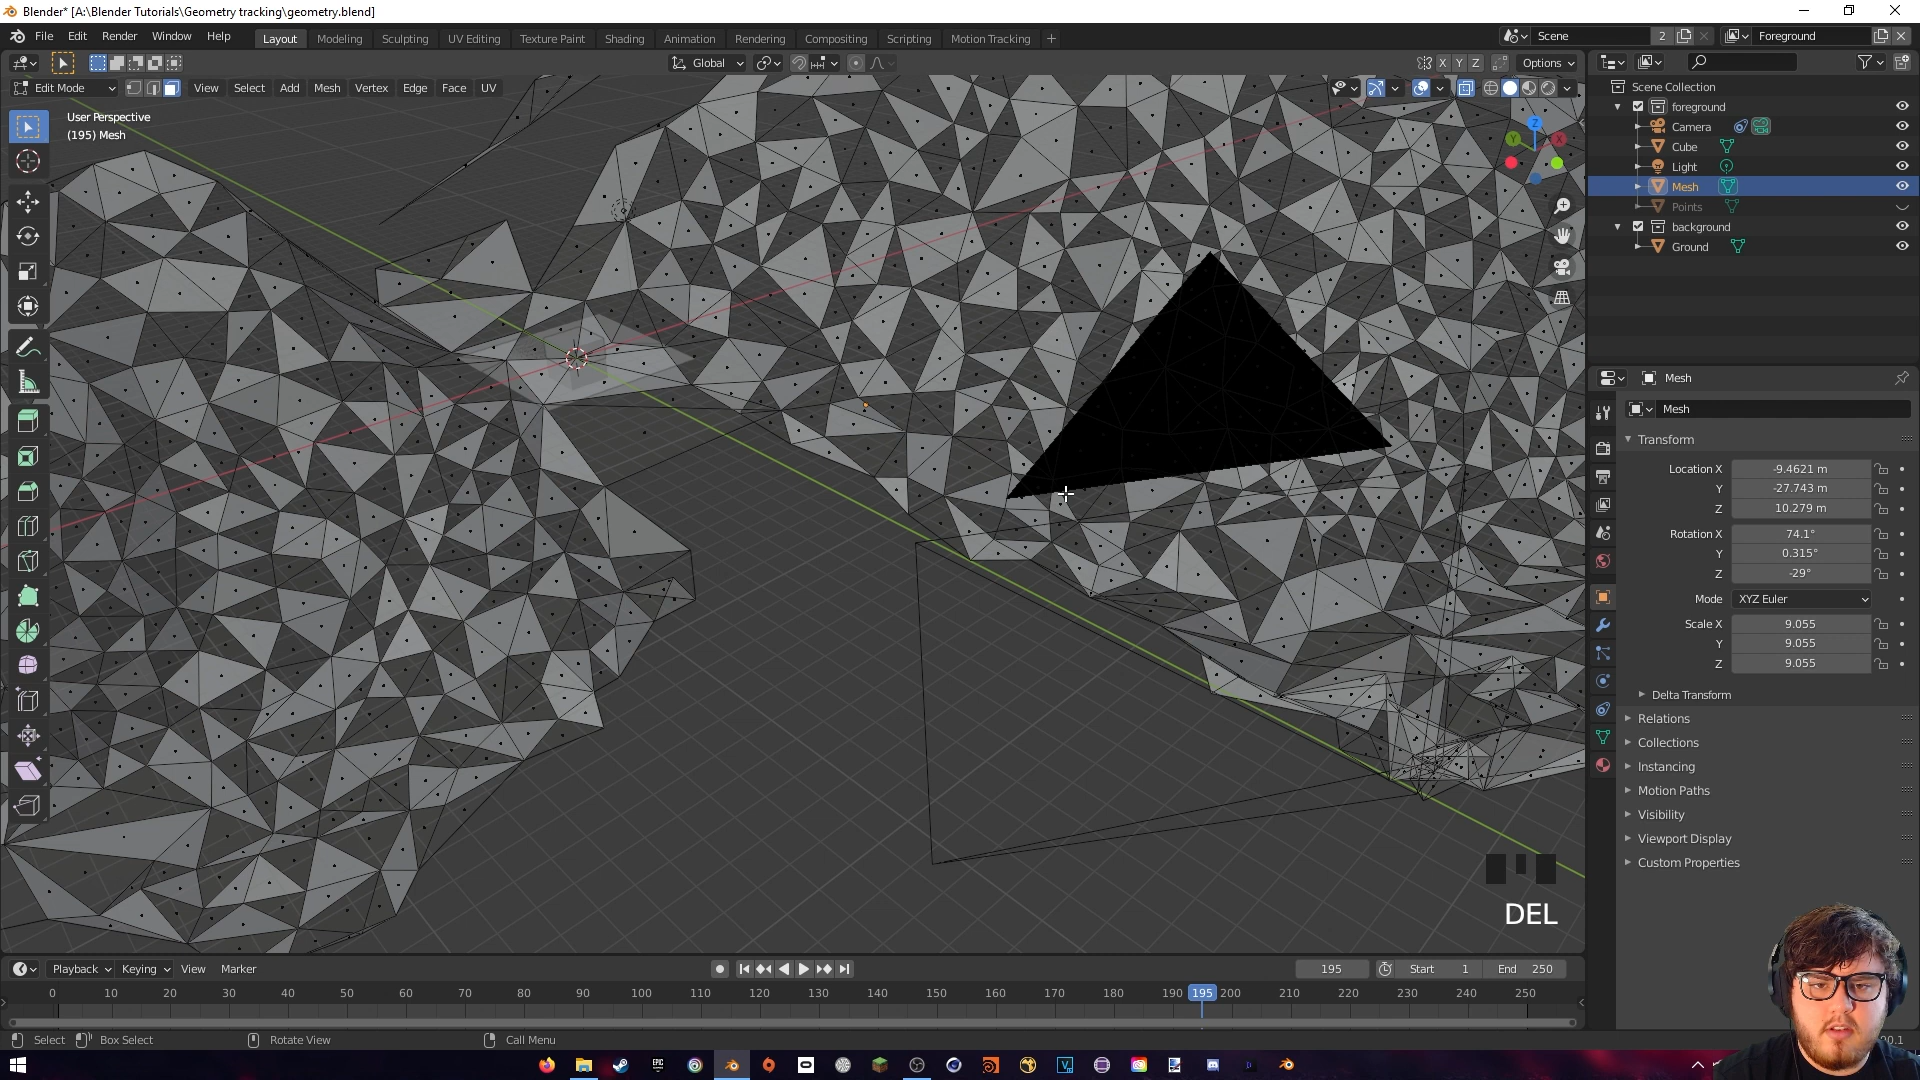 Blender* [A:\Blender Tutorials\Geometry tracking\geometry.blend]
File Edit Render Window Help Layout Modeling Sculpting UV Editing Texture Paint Shading Animation Rendering Compositing Scripting Motion Tracking + Scene 2 Foreground
Global X Y Z Options
Edit Mode View Select Add Mesh Vertex Edge Face UV
User Perspective
(195) Mesh
Z
Y
X
Scene Collection
foreground
Camera
Cube
Light
Mesh
Points
background
Ground
Mesh
Mesh
Transform
Location X -9.4621 m
Y -27.743 m
Z 10.279 m
Rotation X 74.1°
Y 0.315°
Z -29°
Mode XYZ Euler
Scale X 9.055
Y 9.055
Z 9.055
Delta Transform
Relations
Collections
Instancing
Motion Paths
Visibility
Viewport Display
Custom Properties
DEL
Playback Keying View Marker 195 Start 1 End 250
0 10 20 30 40 50 60 70 80 90 100 110 120 130 140 150 160 170 180 190 195 200 210 220 230 240 250
Select Box Select Rotate View Call Menu
EPIC